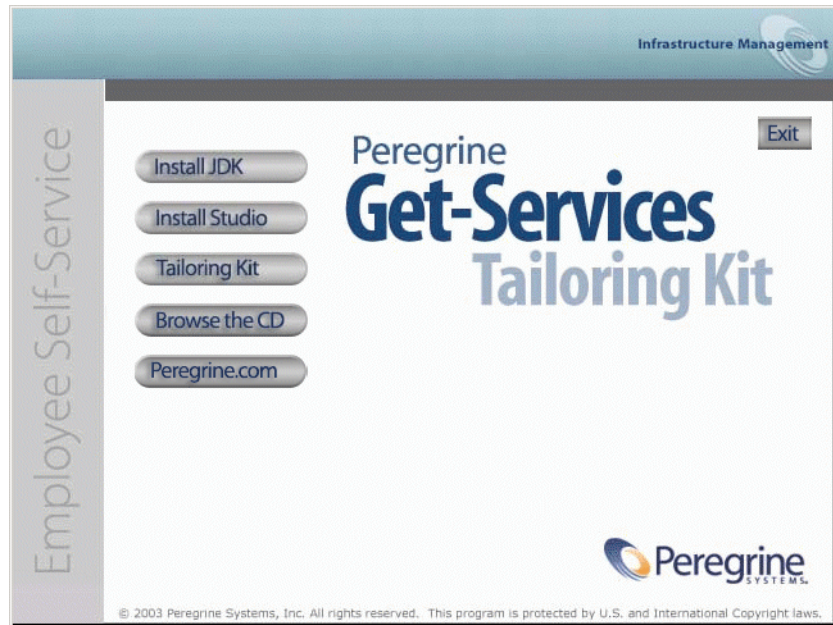 Infrastructure Management
Employee Self-Service
Exit
Install JDK
Install Studio
Tailoring Kit
Browse the CD
Peregrine.com
Peregrine
Get-Services
Tailoring Kit
Peregrine
SYSTEMS.
© 2003 Peregrine Systems, Inc. All rights reserved. This program is protected by U.S. and International Copyright laws.